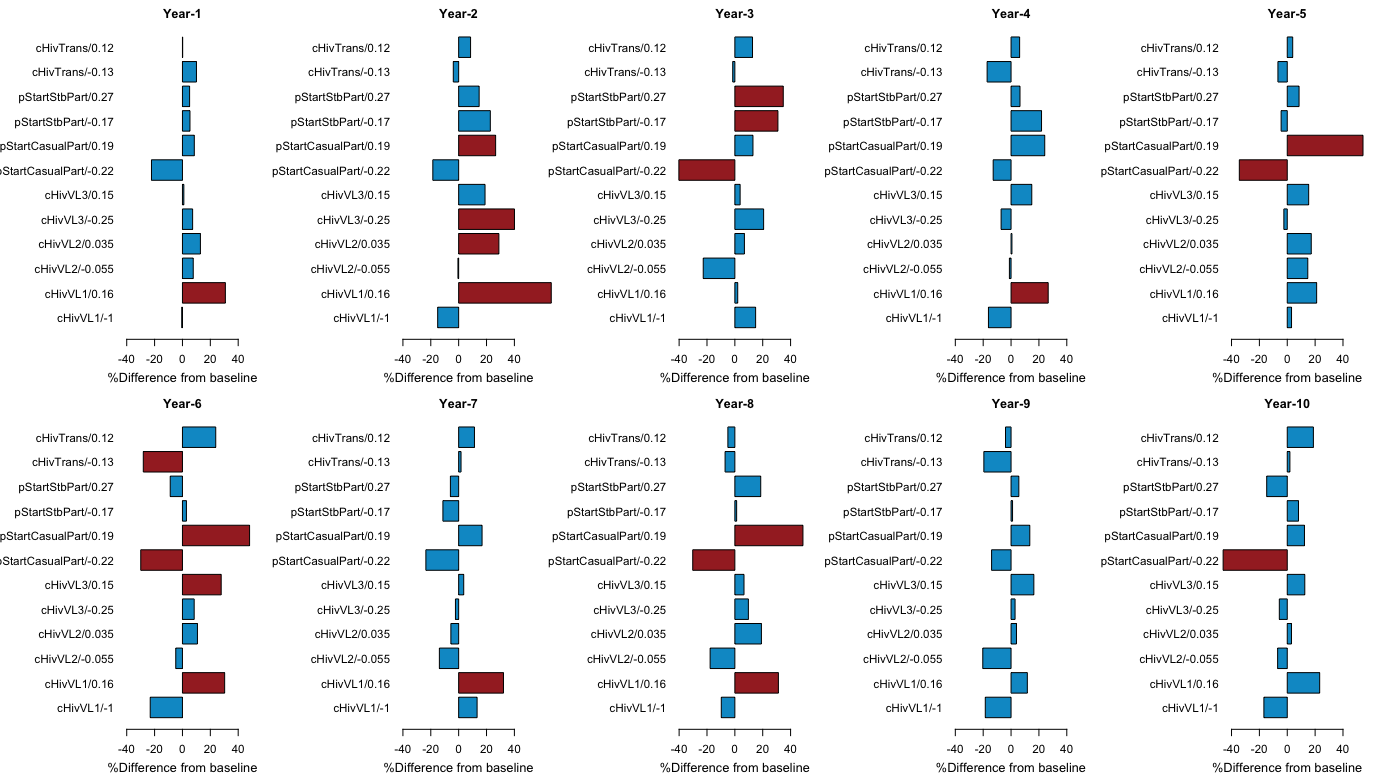 Year-1
cHivTrans/0.12
cHivTrans/-0.13
pStartStbPart/0.27
pStartStbPart/-0.17
pStartCasualPart/0.19
pStartCasualPart/-0.22
cHivVL3/0.15
cHivVL3/-0.25
cHivVL2/0.035
cHivVL2/-0.055
cHivVL1/0.16
cHivVL1/-1
-40 -20 0 20 40
%Difference from baseline
Year-2
cHivTrans/0.12
cHivTrans/-0.13
pStartStbPart/0.27
pStartStbPart/-0.17
pStartCasualPart/0.19
pStartCasualPart/-0.22
cHivVL3/0.15
cHivVL3/-0.25
cHivVL2/0.035
cHivVL2/-0.055
cHivVL1/0.16
cHivVL1/-1
-40 -20 0 20 40
%Difference from baseline
Year-3
cHivTrans/0.12
cHivTrans/-0.13
pStartStbPart/0.27
pStartStbPart/-0.17
pStartCasualPart/0.19
pStartCasualPart/-0.22
cHivVL3/0.15
cHivVL3/-0.25
cHivVL2/0.035
cHivVL2/-0.055
cHivVL1/0.16
cHivVL1/-1
-40 -20 0 20 40
%Difference from baseline
Year-4
cHivTrans/0.12
cHivTrans/-0.13
pStartStbPart/0.27
pStartStbPart/-0.17
pStartCasualPart/0.19
pStartCasualPart/-0.22
cHivVL3/0.15
cHivVL3/-0.25
cHivVL2/0.035
cHivVL2/-0.055
cHivVL1/0.16
cHivVL1/-1
-40 -20 0 20 40
%Difference from baseline
Year-5
cHivTrans/0.12
cHivTrans/-0.13
pStartStbPart/0.27
pStartStbPart/-0.17
pStartCasualPart/0.19
pStartCasualPart/-0.22
cHivVL3/0.15
cHivVL3/-0.25
cHivVL2/0.035
cHivVL2/-0.055
cHivVL1/0.16
cHivVL1/-1
-40 -20 0 20 40
%Difference from baseline
Year-6
cHivTrans/0.12
cHivTrans/-0.13
pStartStbPart/0.27
pStartStbPart/-0.17
pStartCasualPart/0.19
pStartCasualPart/-0.22
cHivVL3/0.15
cHivVL3/-0.25
cHivVL2/0.035
cHivVL2/-0.055
cHivVL1/0.16
cHivVL1/-1
-40 -20 0 20 40
%Difference from baseline
Year-7
cHivTrans/0.12
cHivTrans/-0.13
pStartStbPart/0.27
pStartStbPart/-0.17
pStartCasualPart/0.19
pStartCasualPart/-0.22
cHivVL3/0.15
cHivVL3/-0.25
cHivVL2/0.035
cHivVL2/-0.055
cHivVL1/0.16
cHivVL1/-1
-40 -20 0 20 40
%Difference from baseline
Year-8
cHivTrans/0.12
cHivTrans/-0.13
pStartStbPart/0.27
pStartStbPart/-0.17
pStartCasualPart/0.19
pStartCasualPart/-0.22
cHivVL3/0.15
cHivVL3/-0.25
cHivVL2/0.035
cHivVL2/-0.055
cHivVL1/0.16
cHivVL1/-1
-40 -20 0 20 40
%Difference from baseline
Year-9
cHivTrans/0.12
cHivTrans/-0.13
pStartStbPart/0.27
pStartStbPart/-0.17
pStartCasualPart/0.19
pStartCasualPart/-0.22
cHivVL3/0.15
cHivVL3/-0.25
cHivVL2/0.035
cHivVL2/-0.055
cHivVL1/0.16
cHivVL1/-1
-40 -20 0 20 40
%Difference from baseline
Year-10
cHivTrans/0.12
cHivTrans/-0.13
pStartStbPart/0.27
pStartStbPart/-0.17
pStartCasualPart/0.19
pStartCasualPart/-0.22
cHivVL3/0.15
cHivVL3/-0.25
cHivVL2/0.035
cHivVL2/-0.055
cHivVL1/0.16
cHivVL1/-1
-40 -20 0 20 40
%Difference from baseline